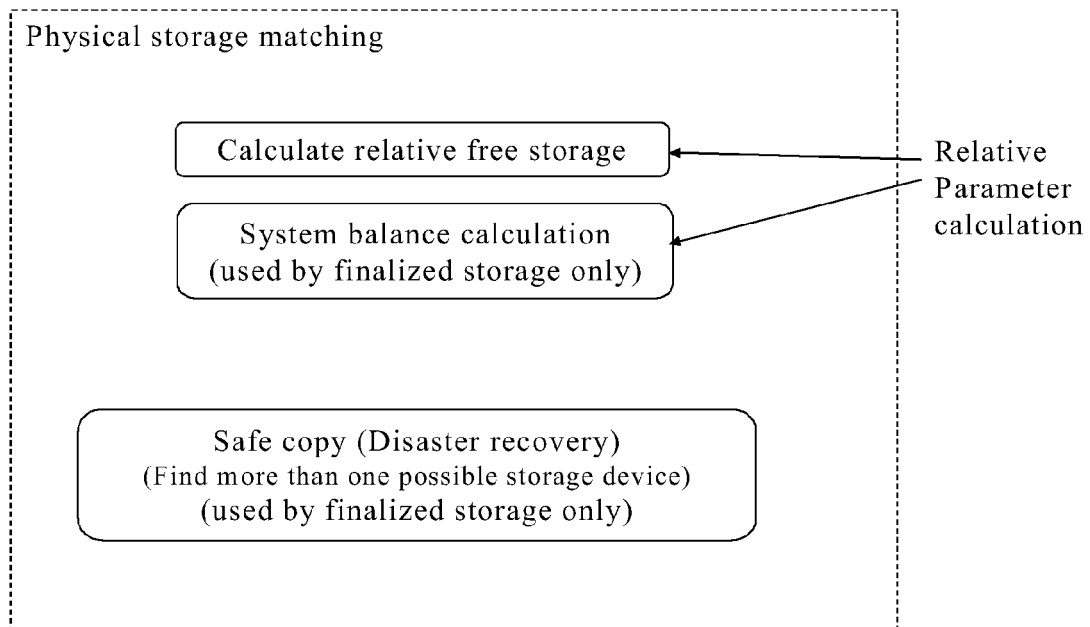 Physical storage matching
Calculate relative free storage
System balance calculation
(used by finalized storage only)
Relative
Parameter
calculation
Safe copy (Disaster recovery)
(Find more than one possible storage device)
(used by finalized storage only)